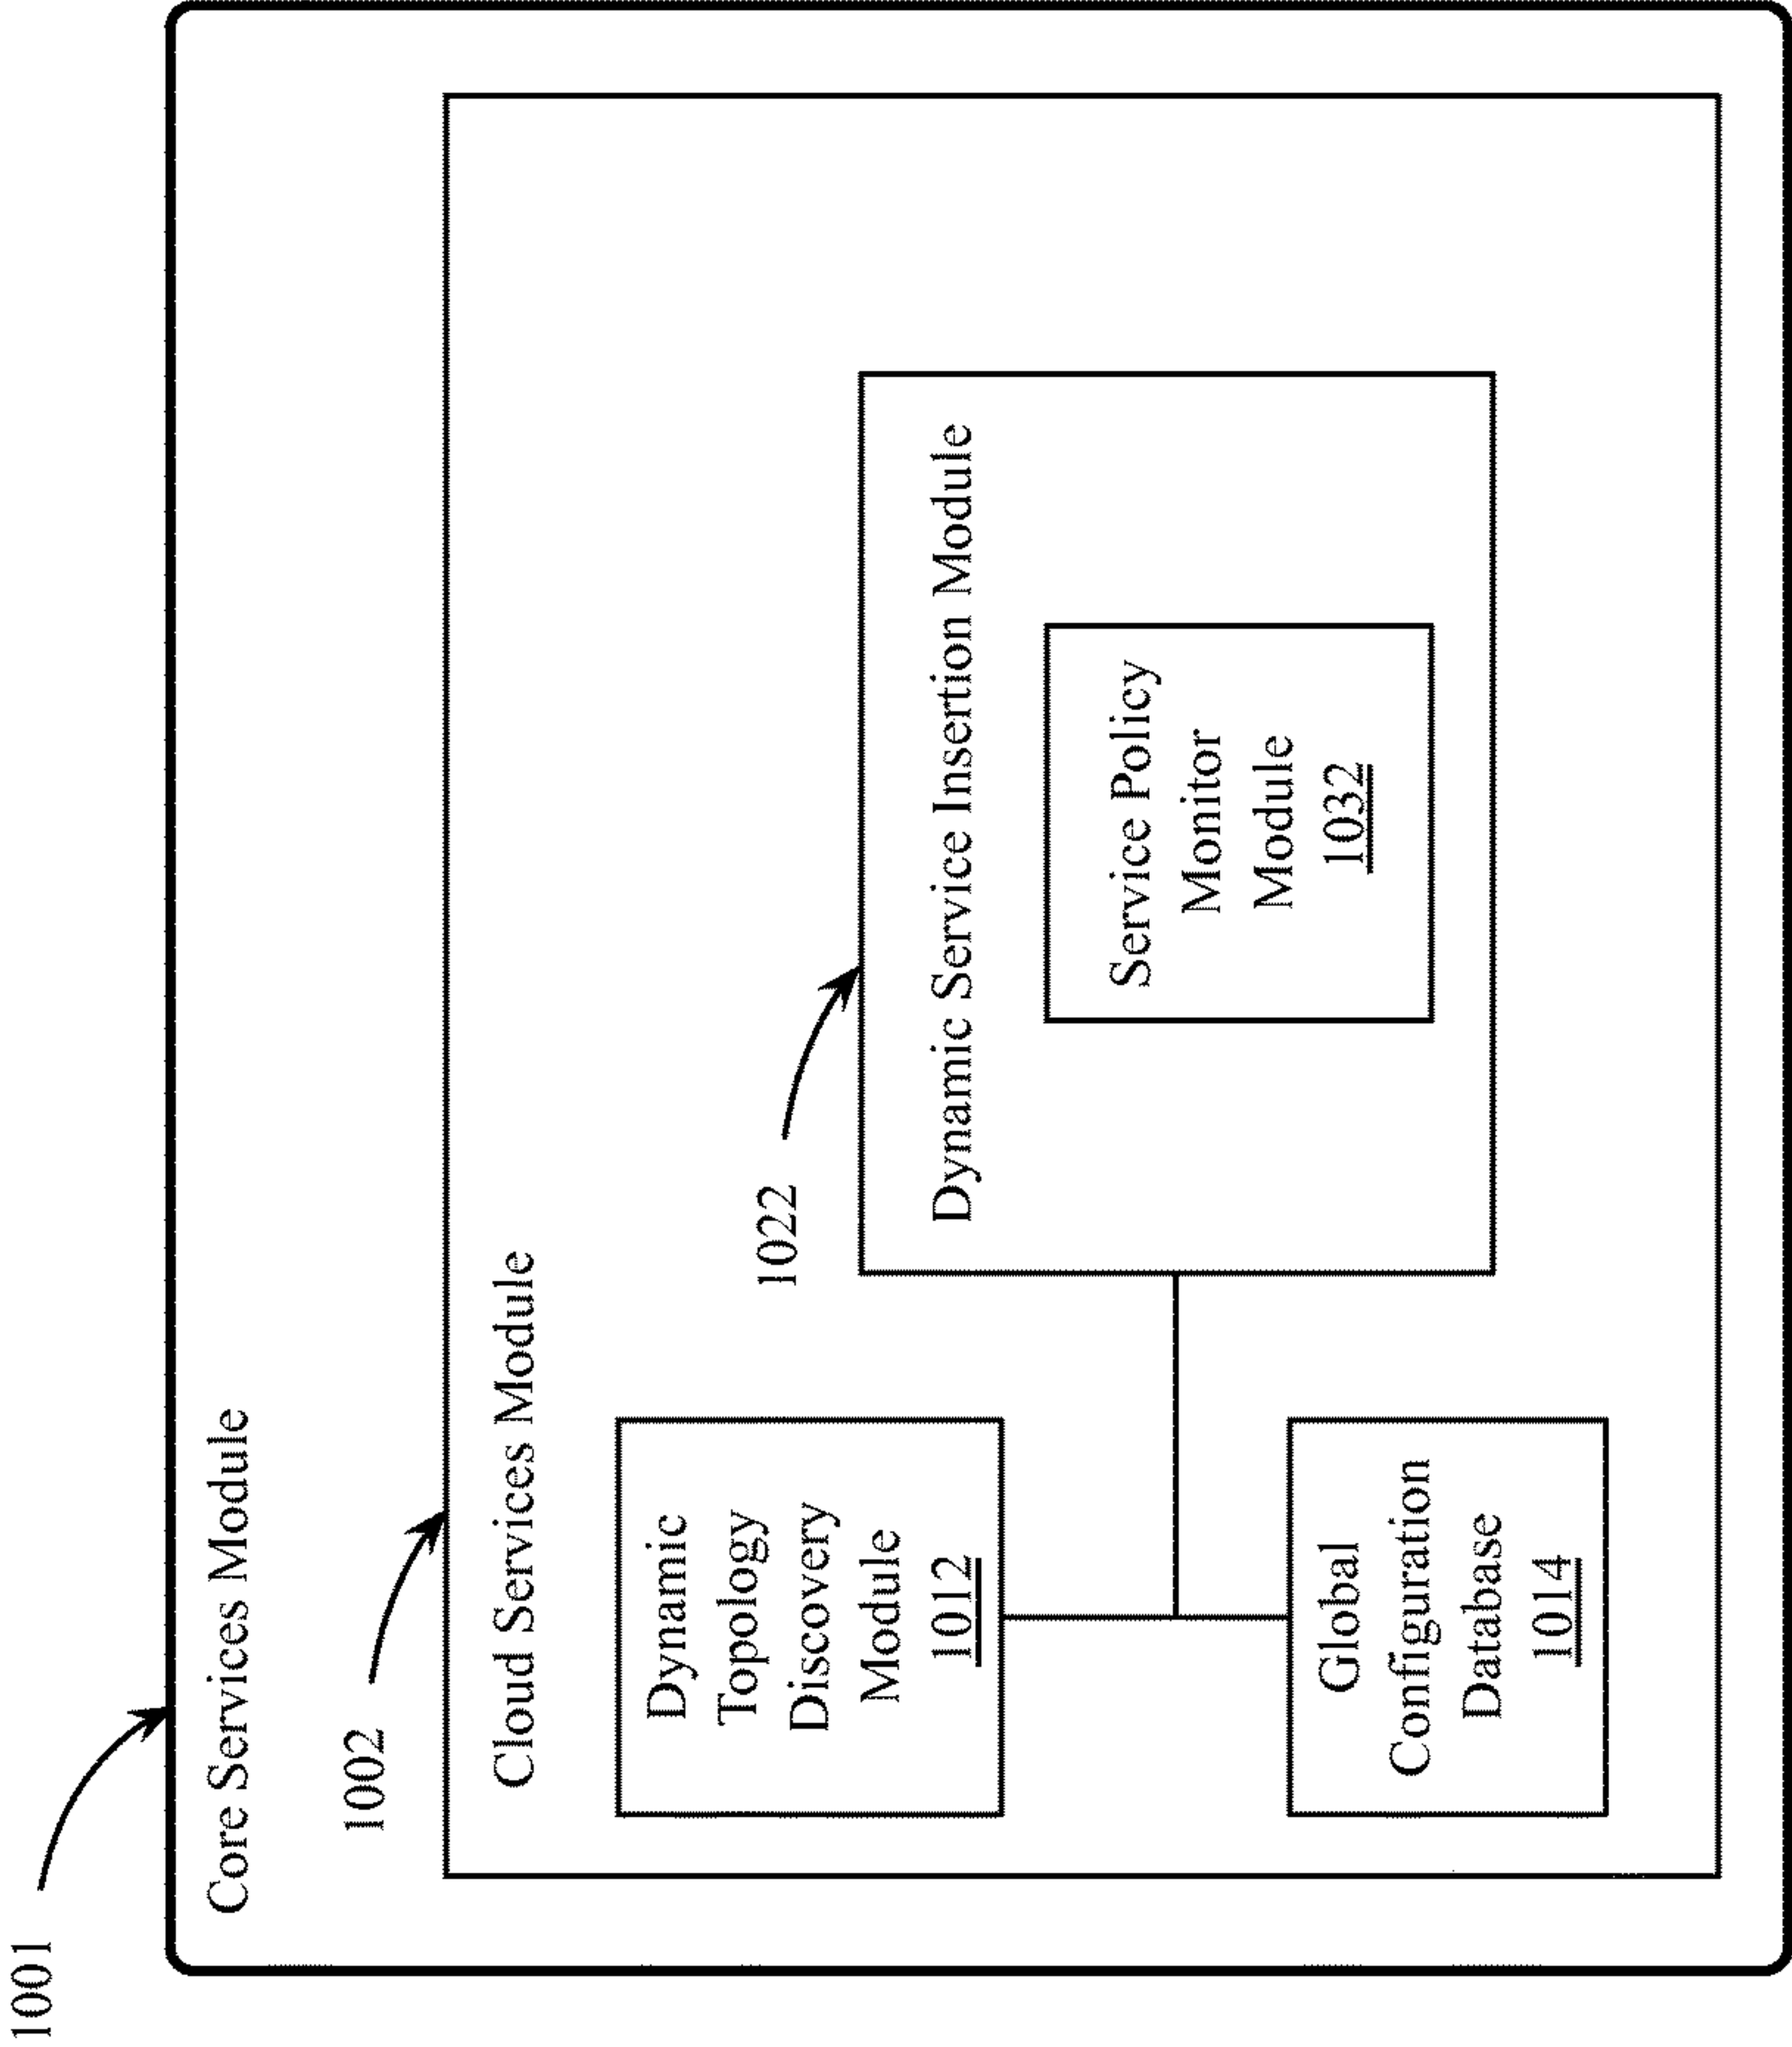 1001
Core Services Module
1002
Cloud Services Module
Dynamic
Topology
Discovery
Module
1012
1022
Dynamic Service Insertion Module
Service Policy
Monitor
Module
1032
Global
Configuration
Database
1014